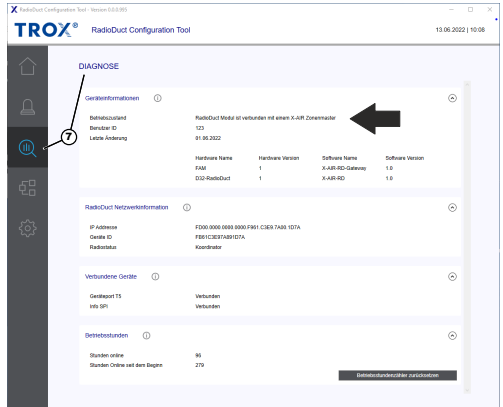 RadioDuct Configuration Tool - Version 0.0.0.955
TROX®
RadioDuct Configuration Tool
13.06.2022 | 10:08
DIAGNOSE
Geräteinformationen
Betriebszustand RadioDuct Modul ist verbunden mit einem X-AIR Zonenmaster
Benutzer ID 123
Letzte Änderung 01.06.2022
Hardware Name Hardware Version Software Name Software Version
FAM 1 X-AIR-RD-Gateway 1.0
D32-RadioDuct 1 X-AIR-RD 1.0
7
RadioDuct Netzwerkinformation
IP Addresse FD00.0000.0000.0000.F961.C3E9.7A00.1D7A
Geräte ID FB61C3E97A891D7A
Radiostatus Koordinator
Verbundene Geräte
Geräteport T5 Verbunden
Info SPI Verbunden
Betriebsstunden
Stunden online 96
Stunden Online seit dem Beginn 279
Betriebsstundenzähler zurücksetzen